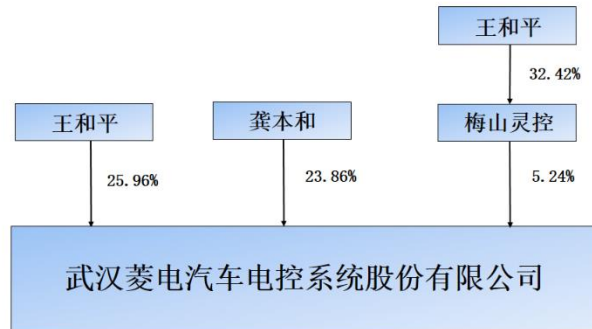 王和平
32.42%
王和平
龚本和
梅山灵控
25.96%
23.86%
5.24%
武汉菱电汽车电控系统股份有限公司